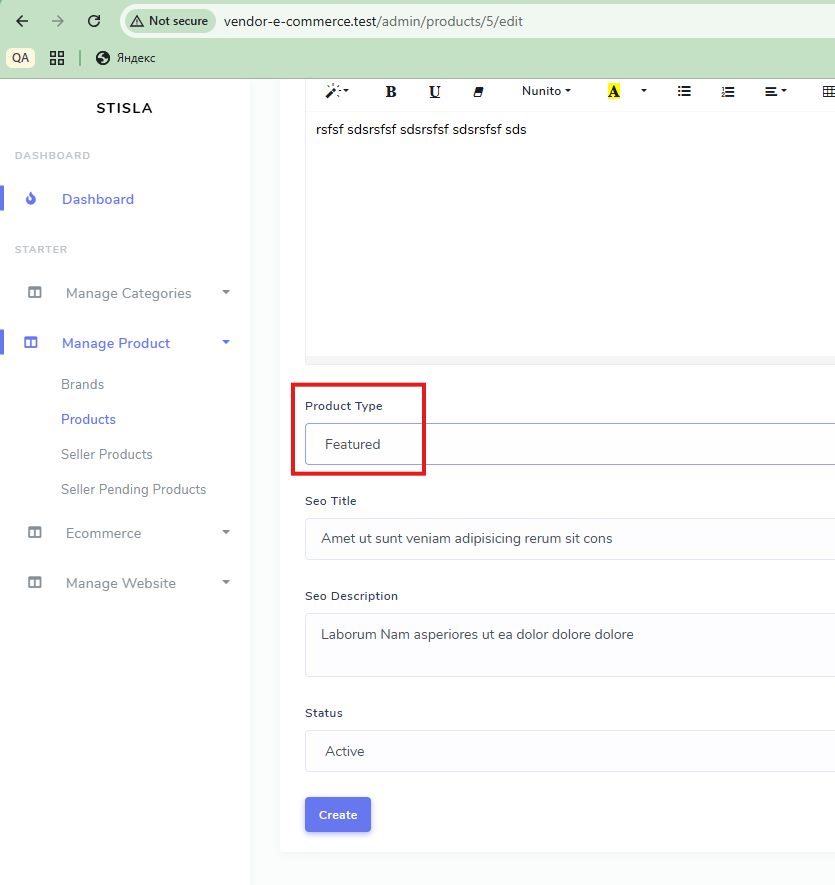 Not secure
vendor-e-commerce.test/admin/products/5/edit
QA
Яндекс
STISLA
DASHBOARD
Dashboard
STARTER
Manage Categories
Manage Product
Brands
Products
Seller Products
Seller Pending Products
Ecommerce
Manage Website
B U Nunito A
rsfsf sdsrsfsf sdsrsfsf sdsrsfsf sds
Product Type
Featured
Seo Title
Amet ut sunt veniam adipisicing rerum sit cons
Seo Description
Laborum Nam asperiores ut ea dolor dolore dolore
Status
Active
Create